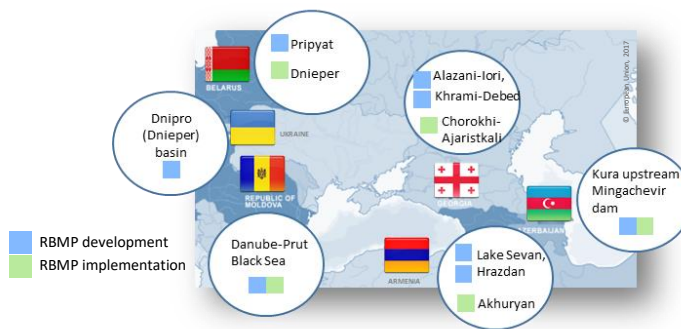 Pripyat
Dnieper
BELARUS
Alazani-Iori,
Khrami-Debed
Chorokhi-
Ajaristkali
© European Union, 2017
Dnipro
(Dnieper)
basin
UKRAINE
REPUBLIC OF
MOLDOVA
GEORGIA
AZERBAIJAN
Kura upstream
Mingachevir
dam
RBMP development
RBMP implementation
Danube-Prut
Black Sea
ARMENIA
Lake Sevan,
Hrazdan
Akhuryan